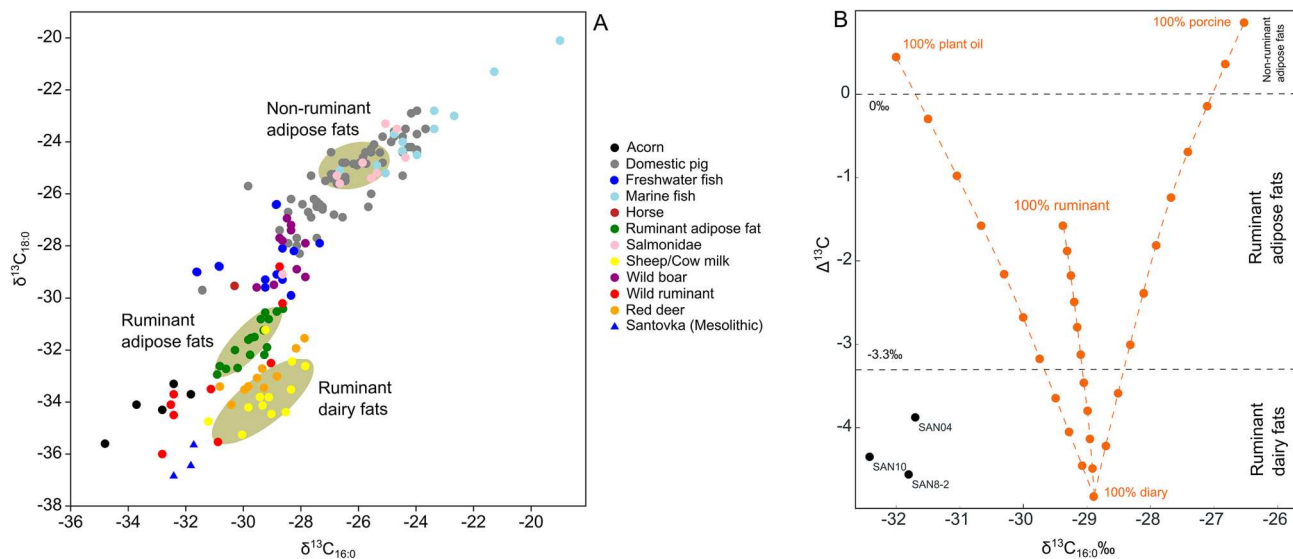 A
δ¹³C₁₈:₀
-20
-22
-24
-26
-28
-30
-32
-34
-36
-38
-36
-34
-32
-30
-28
-26
-24
-22
-20
δ¹³C₁₆:₀
Non-ruminant
adipose fats
Ruminant
adipose fats
Ruminant
dairy fats
Acorn
Domestic pig
Freshwater fish
Marine fish
Horse
Ruminant adipose fat
Salmonidae
Sheep/Cow milk
Wild boar
Wild ruminant
Red deer
Santovka (Mesolithic)
B
Δ¹³C
0
-1
-2
-3
-4
-32
-31
-30
-29
-28
-27
-26
δ¹³C₁₆:₀‰
100% plant oil
100% porcine
0‰
100% ruminant
-3.3‰
SAN04
SAN10
SAN8-2
100% diary
Non-ruminant
adipose fats
Ruminant
adipose fats
Ruminant
dairy fats